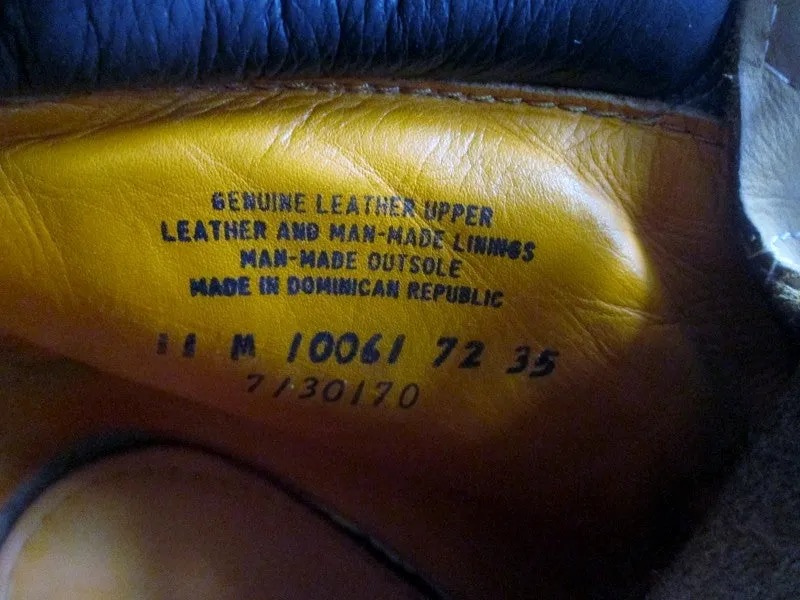 GENUINE LEATHER UPPER
LEATHER AND MAN-MADE LININGS
MAN-MADE OUTSOLE
MADE IN DOMINICAN REPUBLIC
11 M 10061 72 35
7130170